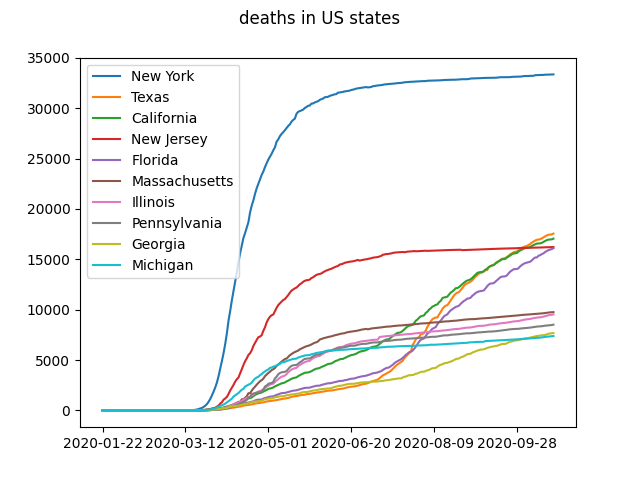 deaths in US states
35000
30000
25000
20000
15000
10000
5000
0
New York
Texas
California
New Jersey
Florida
Massachusetts
Illinois
Pennsylvania
Georgia
Michigan
2020-01-22 2020-03-12 2020-05-01 2020-06-20 2020-08-09 2020-09-28